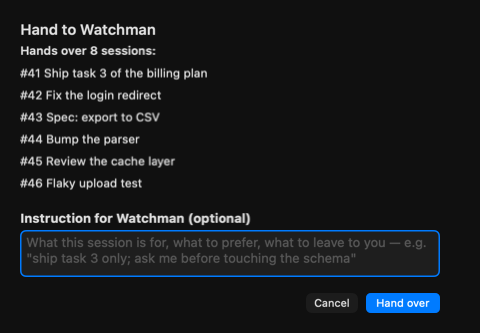 Hand to Watchman
Hands over 8 sessions:
#41 Ship task 3 of the billing plan
#42 Fix the login redirect
#43 Spec: export to CSV
#44 Bump the parser
#45 Review the cache layer
#46 Flaky upload test
Instruction for Watchman (optional)
What this session is for, what to prefer, what to leave to you — e.g.
"ship task 3 only; ask me before touching the schema"
Cancel
Hand over